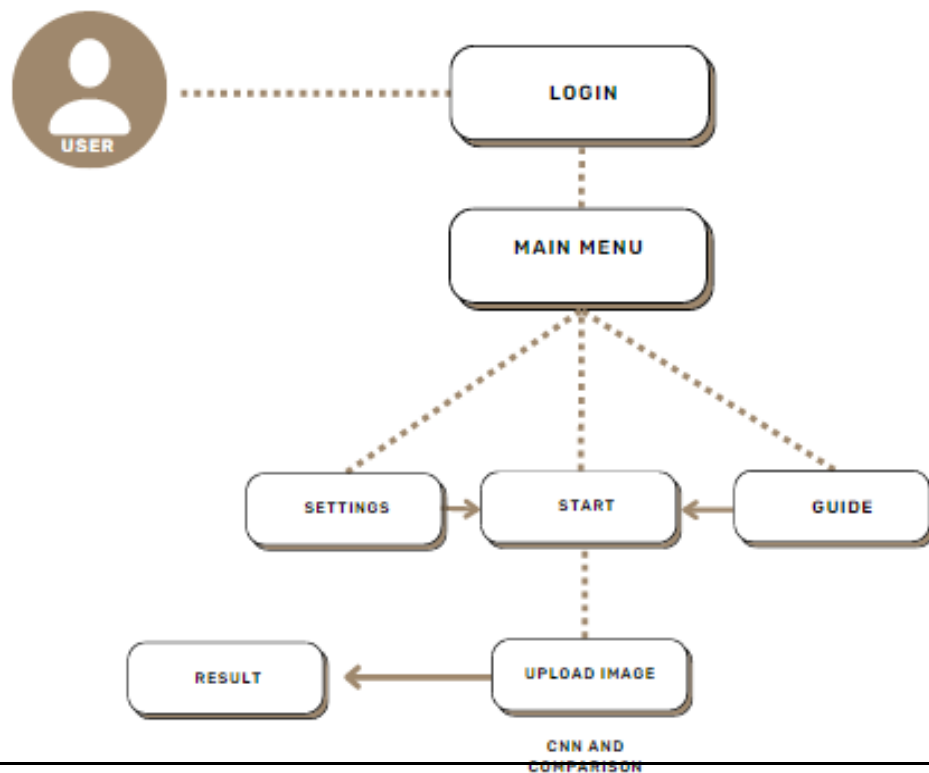 LOGIN
USER
MAIN MENU
SETTINGS
START
GUIDE
RESULT
UPLOAD IMAGE
CNN AND
COMPARISON